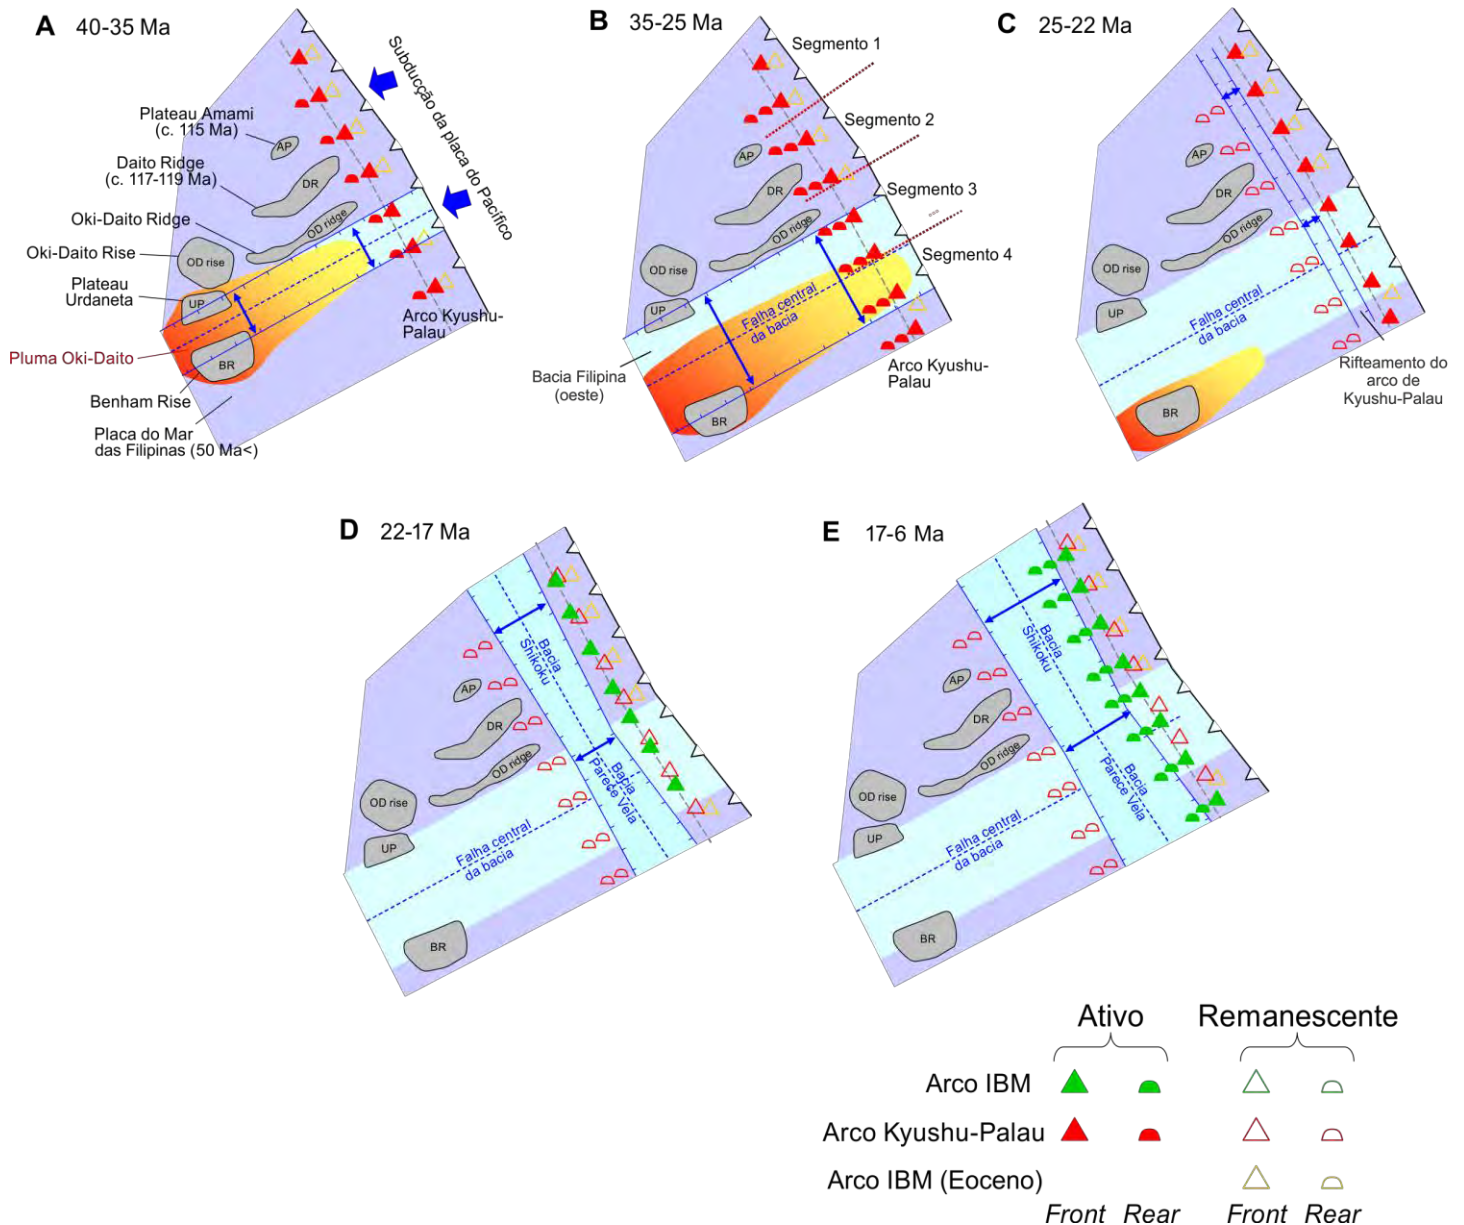 A 40-35 Ma
Subducção da placa do Pacífico
Plateau Amami
(c. 115 Ma)
Daito Ridge
(c. 117-119 Ma)
Oki-Daito Ridge
Oki-Daito Rise
Plateau
Urdaneta
Pluma Oki-Daito
Benham Rise
Placa do Mar
das Filipinas (50 Ma<)
AP
DR
OD ridge
OD rise
UP
BR
Arco Kyushu-
Palau
B 35-25 Ma
Segmento 1
Segmento 2
Segmento 3
Segmento 4
AP
DR
OD ridge
OD rise
UP
Falha central
da bacia
BR
Bacia Filipina
(oeste)
Arco Kyushu-
Palau
C 25-22 Ma
AP
DR
OD ridge
OD rise
UP
Falha central
da bacia
BR
Rifteamento do
arco de
Kyushu-Palau
D 22-17 Ma
Bacia
Shikoku
AP
DR
OD ridge
OD rise
UP
Bacia
Parece Vela
Falha central
da bacia
BR
E 17-6 Ma
Bacia
Shikoku
AP
DR
OD ridge
OD rise
UP
Bacia
Parece Vela
Falha central
da bacia
BR
Ativo Remanescente
Arco IBM
Arco Kyushu-Palau
Arco IBM (Eoceno)
Front Rear Front Rear